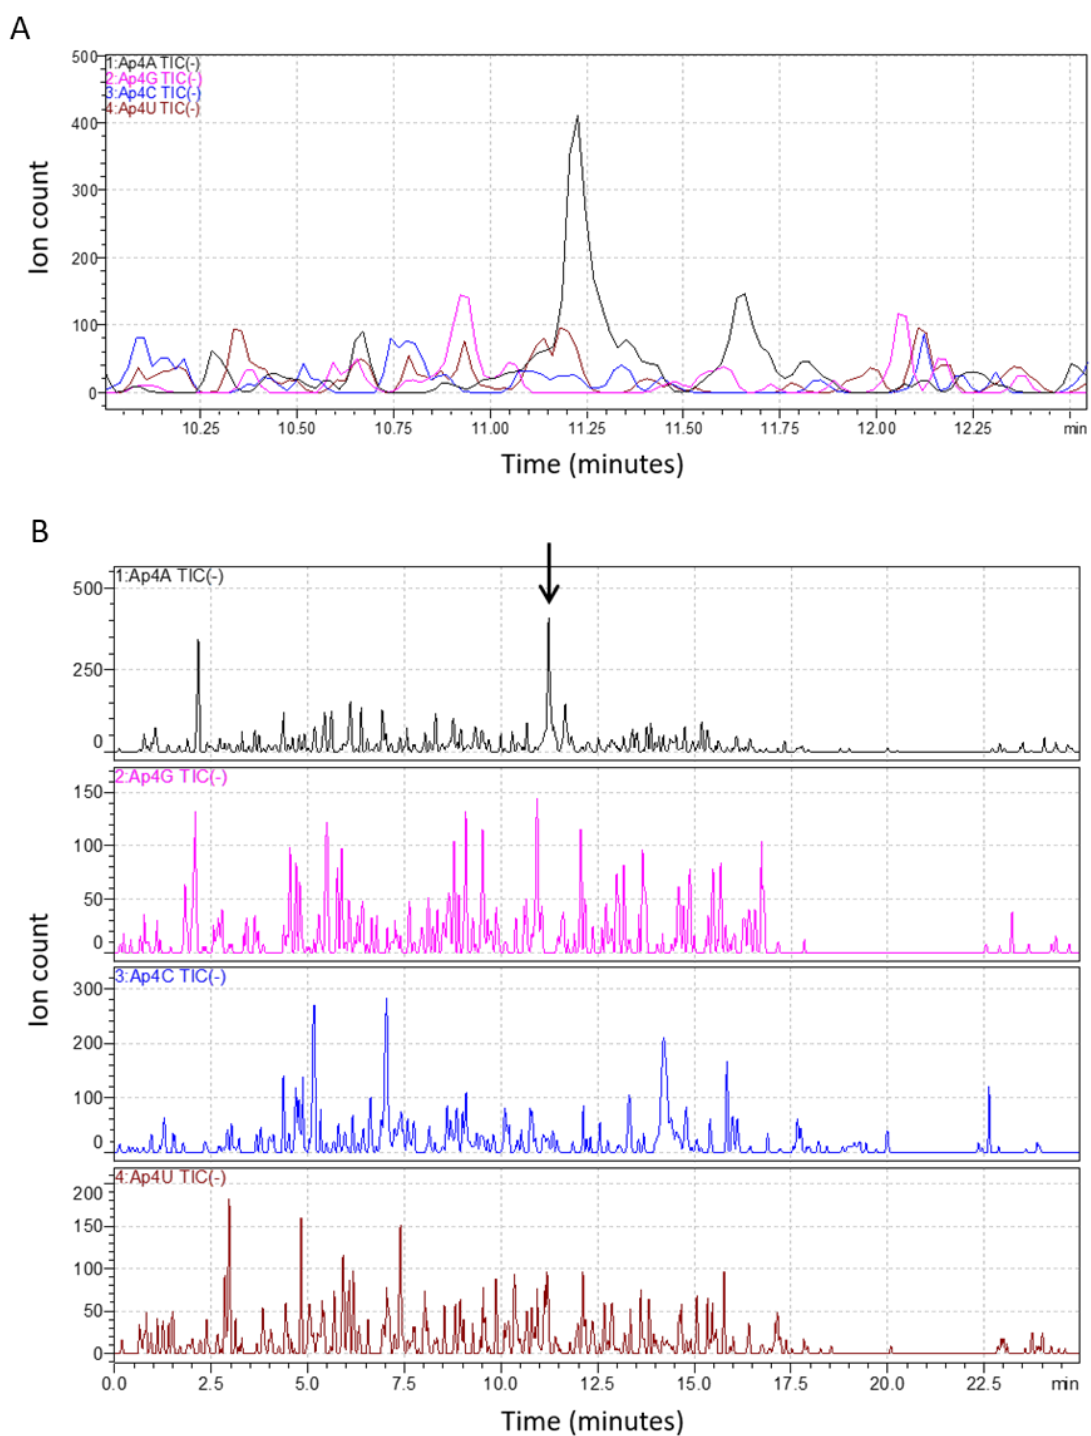 A
500
400
300
200
100
0
1:Ap4A TIC(-)
2:Ap4G TIC(-)
3:Ap4C TIC(-)
4:Ap4U TIC(-)
Ion count
10.25 10.50 10.75 11.00 11.25 11.50 11.75 12.00 12.25 min
Time (minutes)
B
1:Ap4A TIC(-)
500
250
0
2:Ap4G TIC(-)
150
100
50
0
3:Ap4C TIC(-)
300
200
100
0
4:Ap4U TIC(-)
200
150
100
50
0
Ion count
0.0 2.5 5.0 7.5 10.0 12.5 15.0 17.5 20.0 22.5 min
Time (minutes)